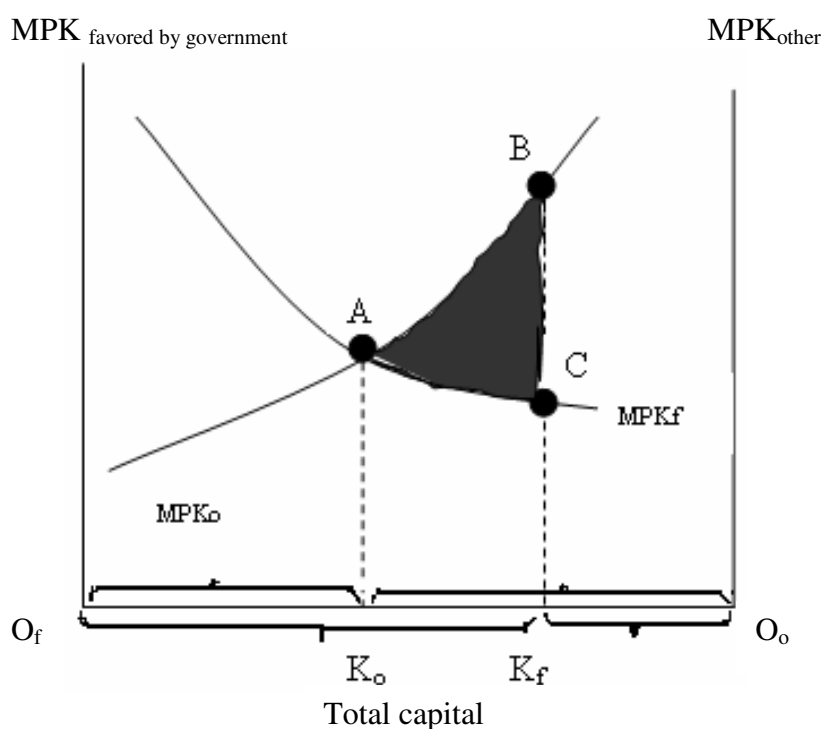 MPK favored by government MPKother
B
A
C
MPKf
MPKo
Of Oo
Ko Kf
Total capital